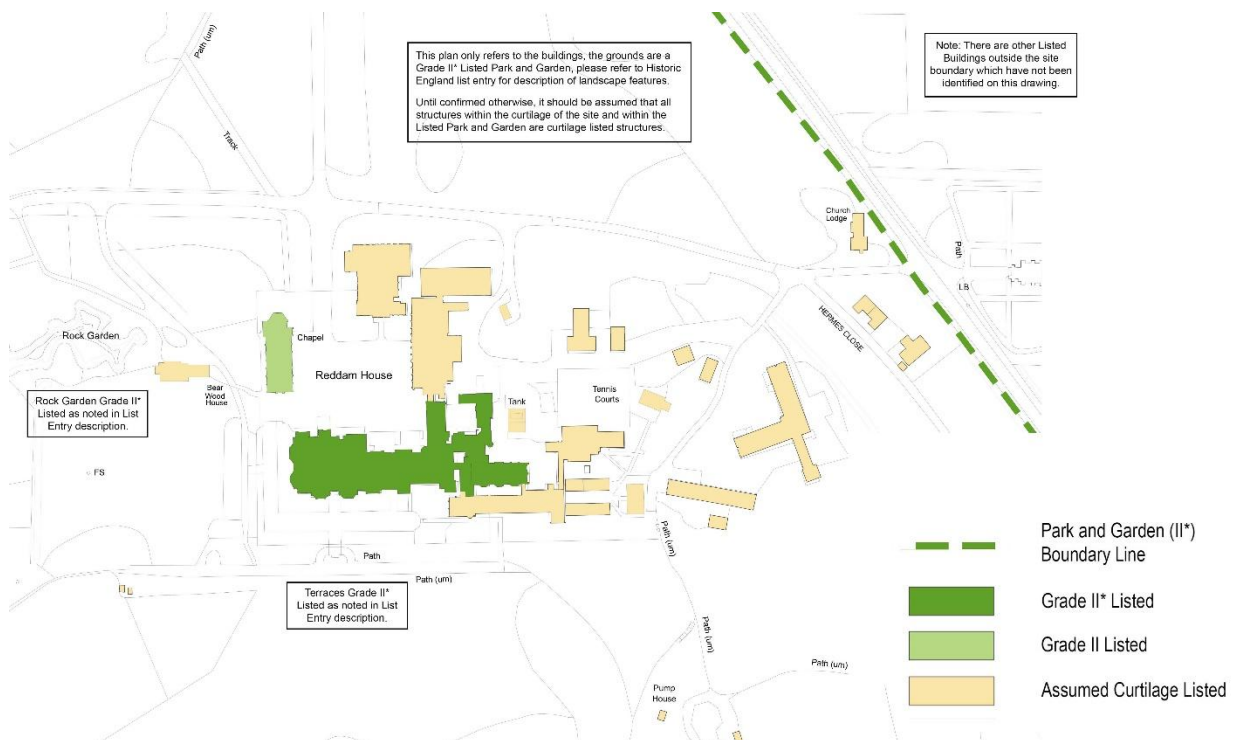 Path (um)
This plan only refers to the buildings, the grounds are a
Grade II* Listed Park and Garden, please refer to Historic
England list entry for description of landscape features.
Until confirmed otherwise, it should be assumed that all
structures within the curtilage of the site and within the
Listed Park and Garden are curtilage listed structures.
Note: There are other Listed
Buildings outside the site
boundary which have not been
identified on this drawing.
Track
Church
Lodge
Path
LB
HERMES CLOSE
Rock Garden
Chapel
Reddam House
Bear
Wood
House
Rock Garden Grade II*
Listed as noted in List
Entry description.
Tennis
Courts
Tank
FS
Path
Path (um)
Terraces Grade II*
Listed as noted in List
Entry description.
Path (um)
Path (um)
Path (um)
Pump
House
Park and Garden (II*)
Boundary Line
Grade II* Listed
Grade II Listed
Assumed Curtilage Listed